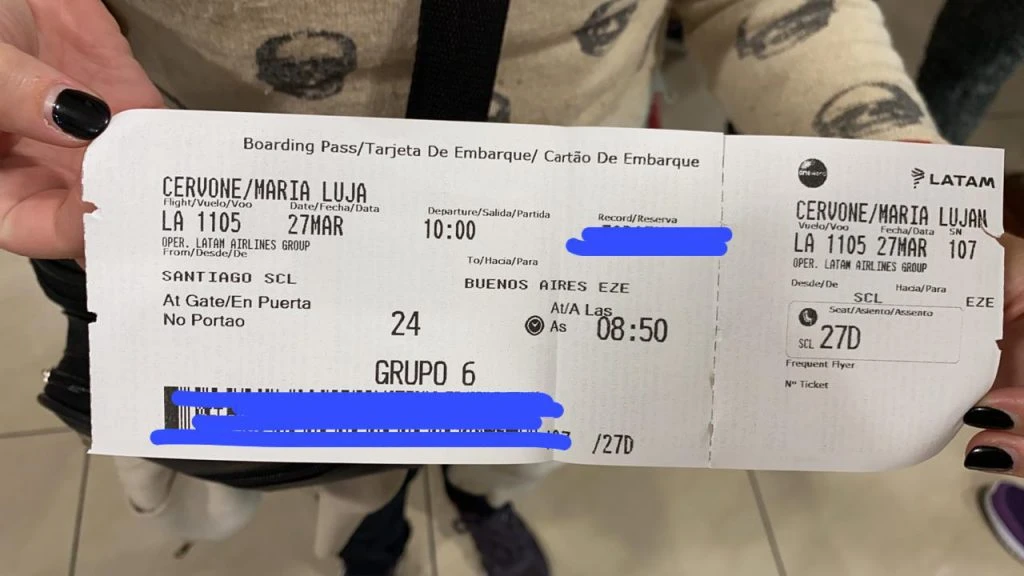 Boarding Pass/Tarjeta De Embarque/ Cartão De Embarque
CERVONE/MARIA LUJA
Flight/Vuelo/Voo Date/Fecha/Data Departure/Salida/Partida Record/Reserva
LA 1105 27MAR 10:00
OPER. LATAM AIRLINES GROUP
From/Desde/De To/Hacia/Para
SANTIAGO SCL BUENOS AIRES EZE
At Gate/En Puerta At/A Las
No Portao 24 As 08:50
GRUPO 6
/27D
oneworld LATAM
CERVONE/MARIA LUJAN
Vuelo/Voo Fecha/Data SN
LA 1105 27MAR 107
OPER. LATAM AIRLINES GROUP
Desde/De Hacia/Para
SCL EZE
Seat/Asiento/Assento
SCL 27D
Frequent Flyer
Nº Ticket